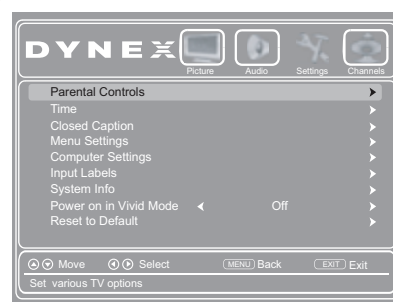 DYNEX
Picture Audio Settings Channels
Parental Controls
Time
Closed Caption
Menu Settings
Computer Settings
Input Labels
System Info
Power on in Vivid Mode Off
Reset to Default
Move Select MENU Back EXIT Exit
Set various TV options